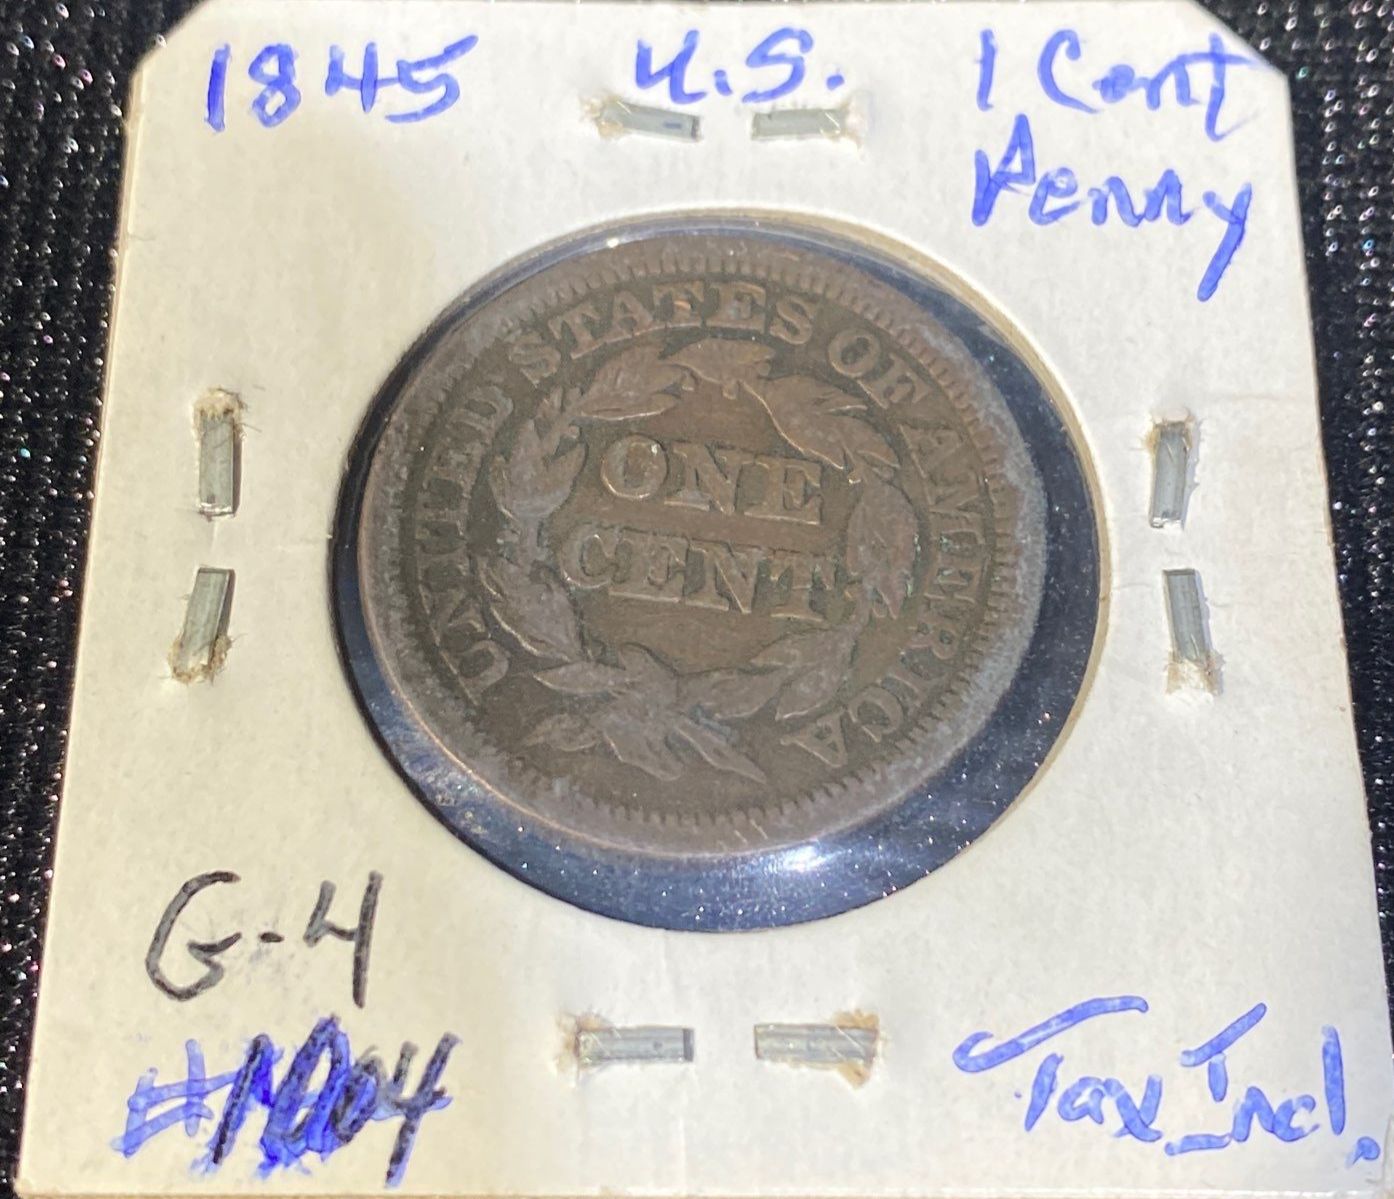 1845 U.S. 1 Cent
Penny
UNITED STATES OF AMERICA
ONE
CENT
G-4
Tax Incl.